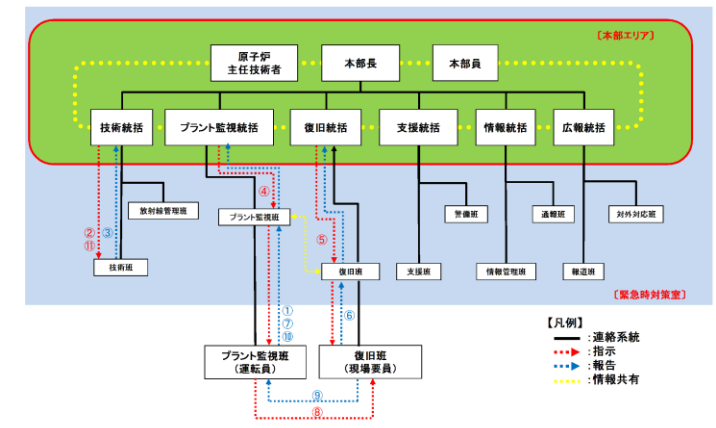 〔本部エリア〕
原子炉
主任技術者
本部長
本部員
技術統括
プラント監視統括
復旧統括
支援統括
情報統括
広報統括
④
放射線管理班
プラント監視班
警備班
通報班
対外対応班
②
⑪
③
⑤
技術班
復旧班
支援班
情報管理班
報道班
〔緊急時対策室〕
①
⑦
⑩
⑥
【凡例】
:連絡系統
:指示
:報告
:情報共有
プラント監視班
(運転員)
復旧班
(現場要員)
⑨
⑧